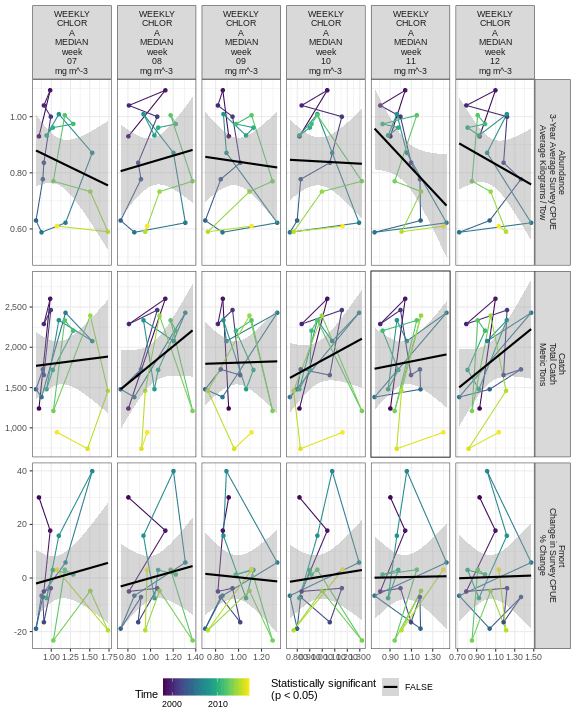 WEEKLY
CHLOR
A
MEDIAN
week
07
mg m^-3
WEEKLY
CHLOR
A
MEDIAN
week
08
mg m^-3
WEEKLY
CHLOR
A
MEDIAN
week
09
mg m^-3
WEEKLY
CHLOR
A
MEDIAN
week
10
mg m^-3
WEEKLY
CHLOR
A
MEDIAN
week
11
mg m^-3
WEEKLY
CHLOR
A
MEDIAN
week
12
mg m^-3
1.00
0.80
0.60
Abundance
3-Year Average Survey CPUE
Average Kilograms / Tow
2,500
2,000
1,500
1,000
Catch
Total Catch
Metric Tons
40
20
0
-20
Fmort
Change in Survey CPUE
% Change
1.00 1.25 1.50
0.80 1.00 1.20 1.40
0.80 1.00 1.20
0.90 1.10 1.30
0.70 0.90 1.10 1.30 1.50
Time
2000 2010
Statistically significant
(p < 0.05)
FALSE